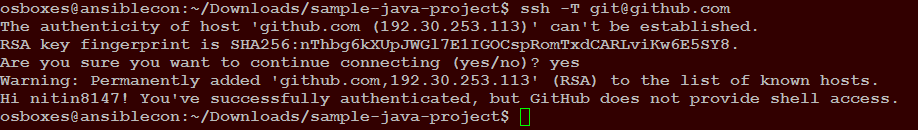 osboxes@ansiblecon:~/Downloads/sample-java-project$ ssh -T git@github.com
The authenticity of host 'github.com (192.30.253.113)' can't be established.
RSA key fingerprint is SHA256:nThbg6kXUpJWGl7E1IGOCspRomTxdCARLviKw6E5SY8.
Are you sure you want to continue connecting (yes/no)? yes
Warning: Permanently added 'github.com,192.30.253.113' (RSA) to the list of known hosts.
Hi nitin8147! You've successfully authenticated, but GitHub does not provide shell access.
osboxes@ansiblecon:~/Downloads/sample-java-project$